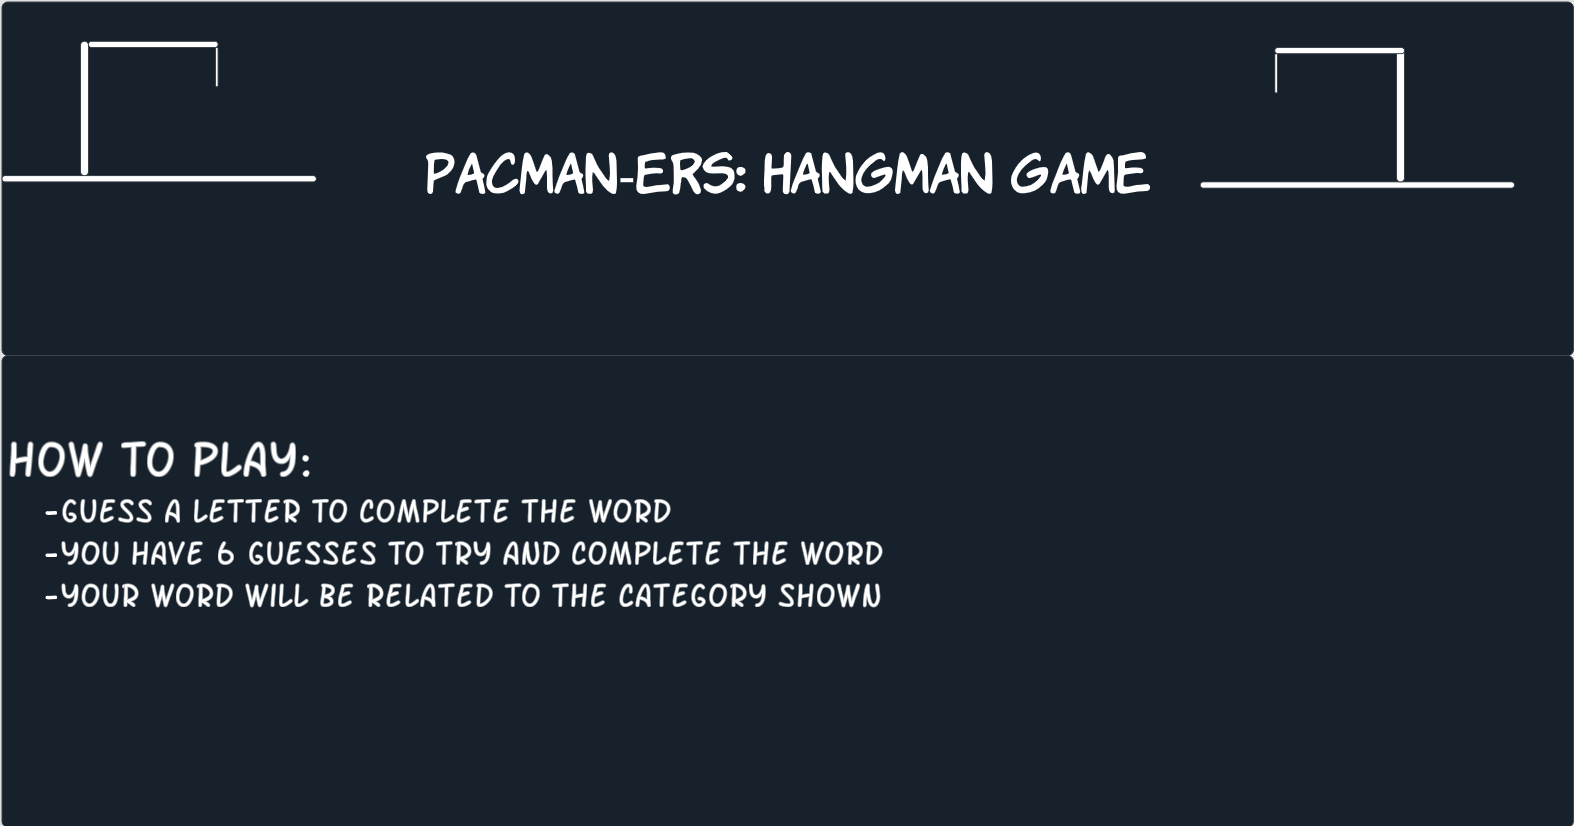 PACMAN-ERS: HANGMAN GAME
HOW TO PLAY:
-GUESS A LETTER TO COMPLETE THE WORD
-YOU HAVE 6 GUESSES TO TRY AND COMPLETE THE WORD
-YOUR WORD WILL BE RELATED TO THE CATEGORY SHOWN